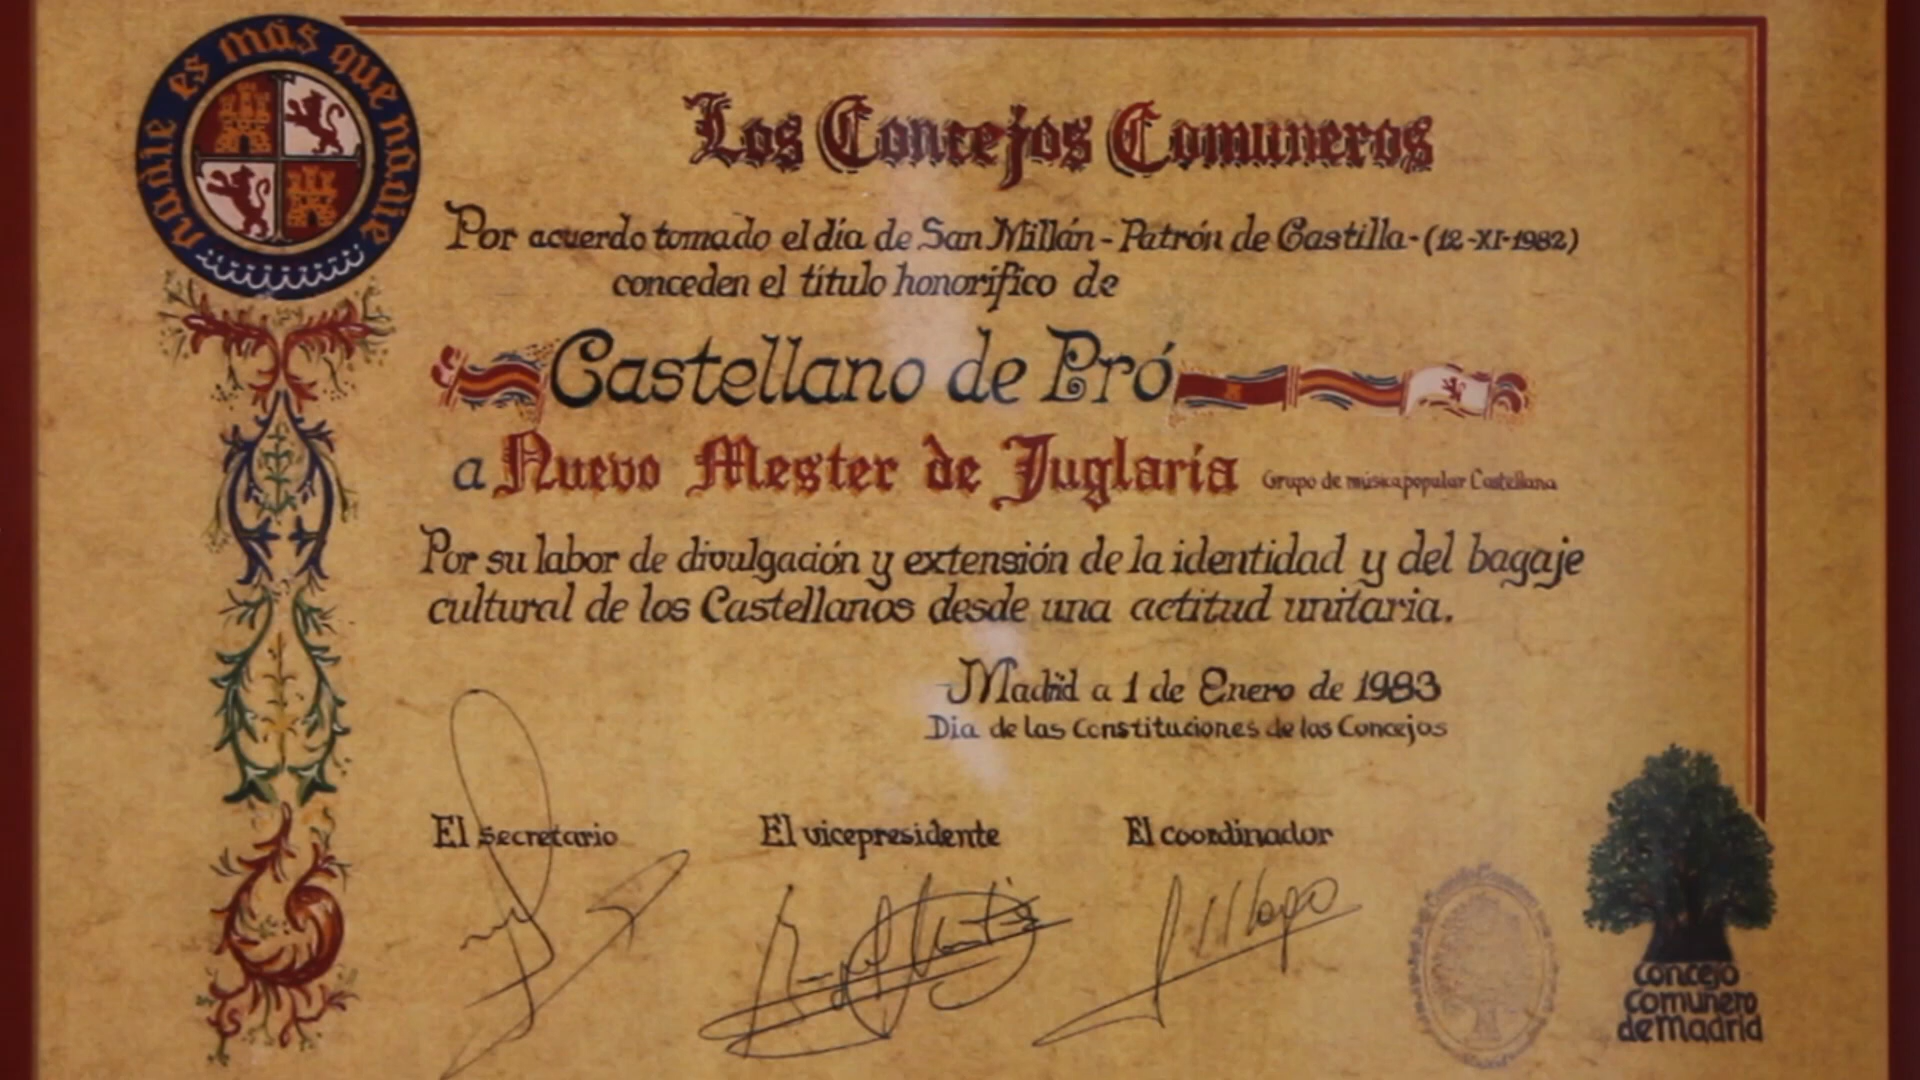 nadie es más que nadie
Los Concejos Comuneros
Por acuerdo tomado el día de San Millán - Patrón de Castilla - (12-XI-1982)
conceden el título honorífico de
Castellano de Pró
a Nuevo Mester de Juglaría Grupo de música popular Castellana
Por su labor de divulgación y extensión de la identidad y del bagaje
cultural de los Castellanos desde una actitud unitaria.
Madrid a 1 de Enero de 1983
Dia de las Constituciones de los Concejos
El secretario El vicepresidente El coordinador
concejo
comunero
de madrid